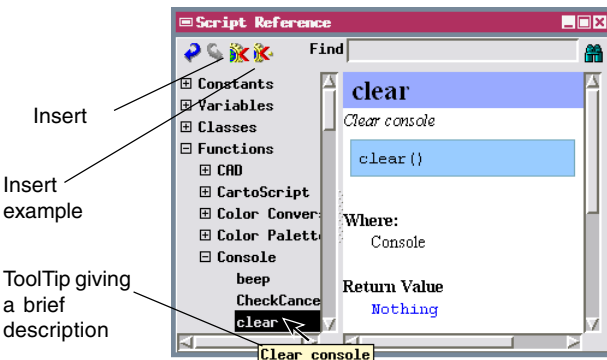 Script Reference
Find
Insert
Insert
example
ToolTip giving
a brief
description
Constants
Variables
Classes
Functions
CAD
CartoScript
Color Conver
Color Palett
Console
beep
CheckCance
clear
Clear console
clear
Clear console
clear()
Where:
Console
Return Value
Nothing